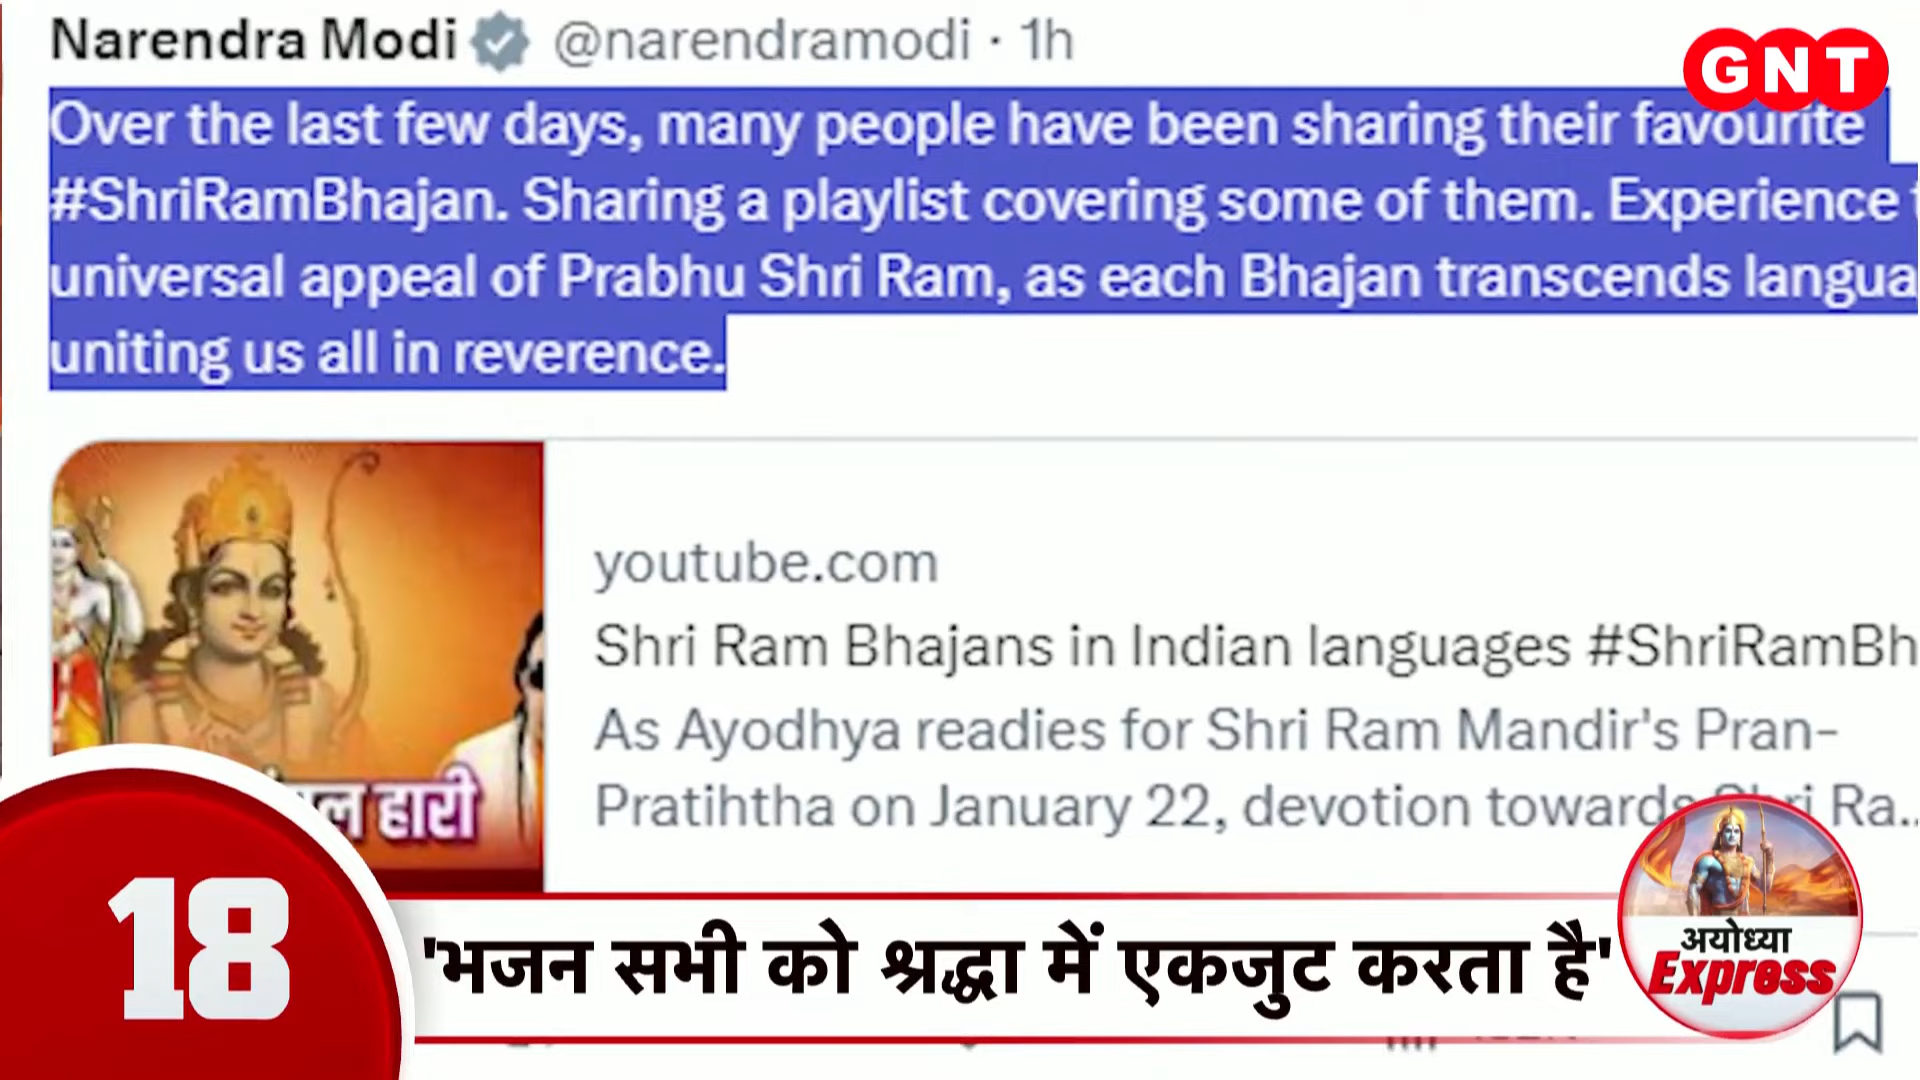 Narendra Modi @narendramodi · 1h
GNT
Over the last few days, many people have been sharing their favourite
#ShriRamBhajan. Sharing a playlist covering some of them. Experience
universal appeal of Prabhu Shri Ram, as each Bhajan transcends langua
uniting us all in reverence.
youtube.com
Shri Ram Bhajans in Indian languages #ShriRamBh
As Ayodhya readies for Shri Ram Mandir's Pran-
Pratihtha on January 22, devotion towards Shri Ra...
हारी
18
'भजन सभी को श्रद्धा में एकजुट करता है'
अयोध्या
Express